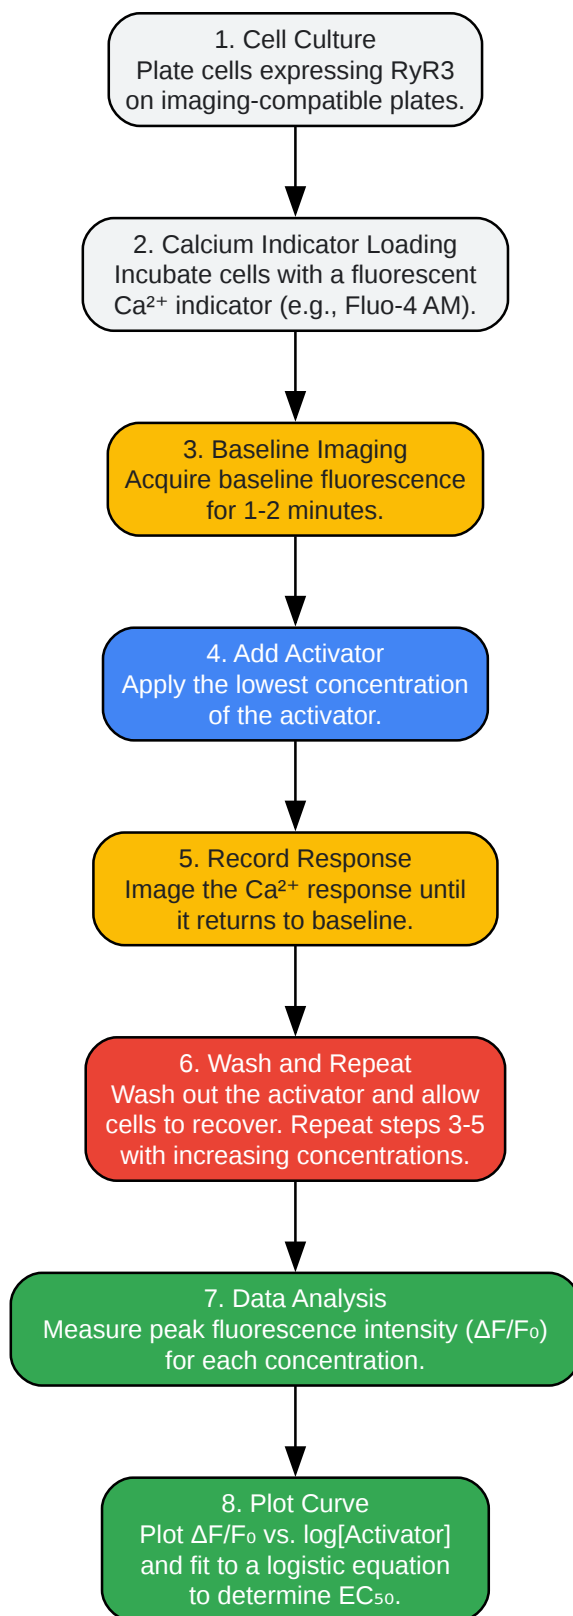 1. Cell Culture
Plate cells expressing RyR3
on imaging-compatible plates.
2. Calcium Indicator Loading
Incubate cells with a fluorescent
Ca²⁺ indicator (e.g., Fluo-4 AM).
3. Baseline Imaging
Acquire baseline fluorescence
for 1-2 minutes.
4. Add Activator
Apply the lowest concentration
of the activator.
5. Record Response
Image the Ca²⁺ response until
it returns to baseline.
6. Wash and Repeat
Wash out the activator and allow
cells to recover. Repeat steps 3-5
with increasing concentrations.
7. Data Analysis
Measure peak fluorescence intensity (ΔF/F₀)
for each concentration.
8. Plot Curve
Plot ΔF/F₀ vs. log[Activator]
and fit to a logistic equation
to determine EC₅₀.